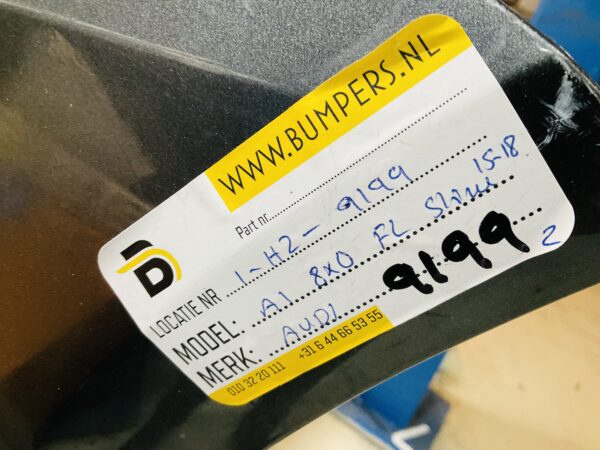 WWW.BUMPERS.NL
Part nr.
LOCATIE NR 1-H2-9199
MODEL: A1 8x0 FL Sline 15-18
MERK: AUDI 9199 2
010 32 20 111 +31 6 44 66 53 55